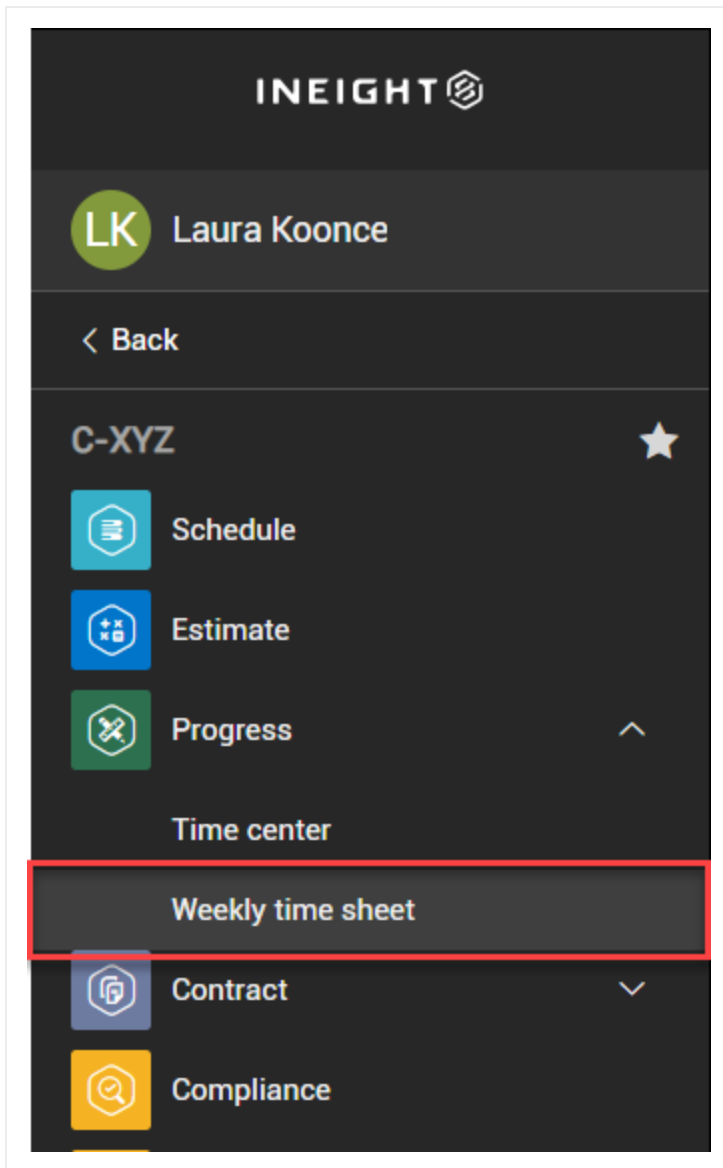 INEIGHT
LK Laura Koonce
Back
C-XYZ
Schedule
Estimate
Progress
Time center
Weekly time sheet
Contract
Compliance